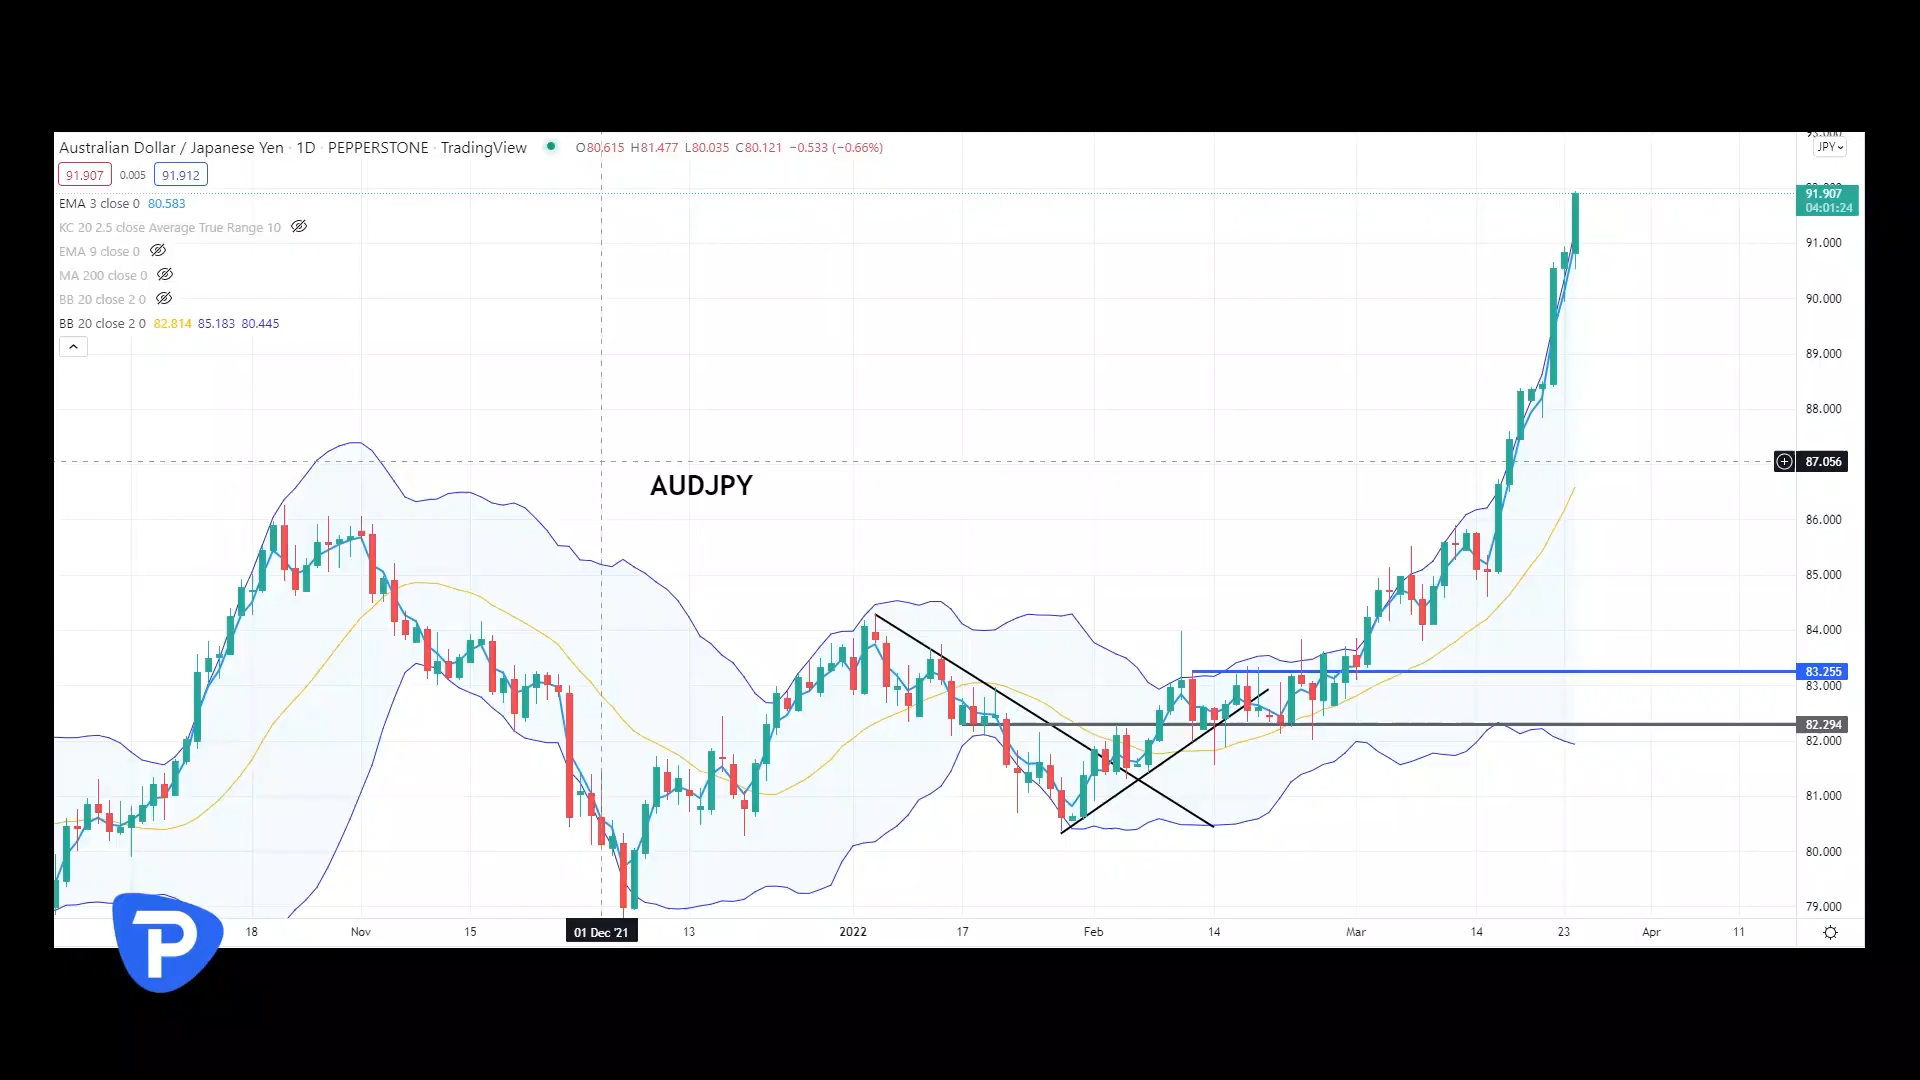 Australian Dollar / Japanese Yen · 1D · PEPPERSTONE · TradingView O80.615 H81.477 L80.035 C80.121 −0.533 (−0.66%)
JPY
91.907 0.005 91.912
EMA 3 close 0 80.583
KC 20 2.5 close Average True Range 10
EMA 9 close 0
MA 200 close 0
BB 20 close 2 0
BB 20 close 2 0 82.814 85.183 80.445
91.907
04:01:24
91.000
90.000
89.000
88.000
87.056
AUDJPY
86.000
85.000
84.000
83.255
83.000
82.294
82.000
81.000
80.000
79.000
18 Nov 15 01 Dec '21 13 2022 17 Feb 14 Mar 14 23 Apr 11
P